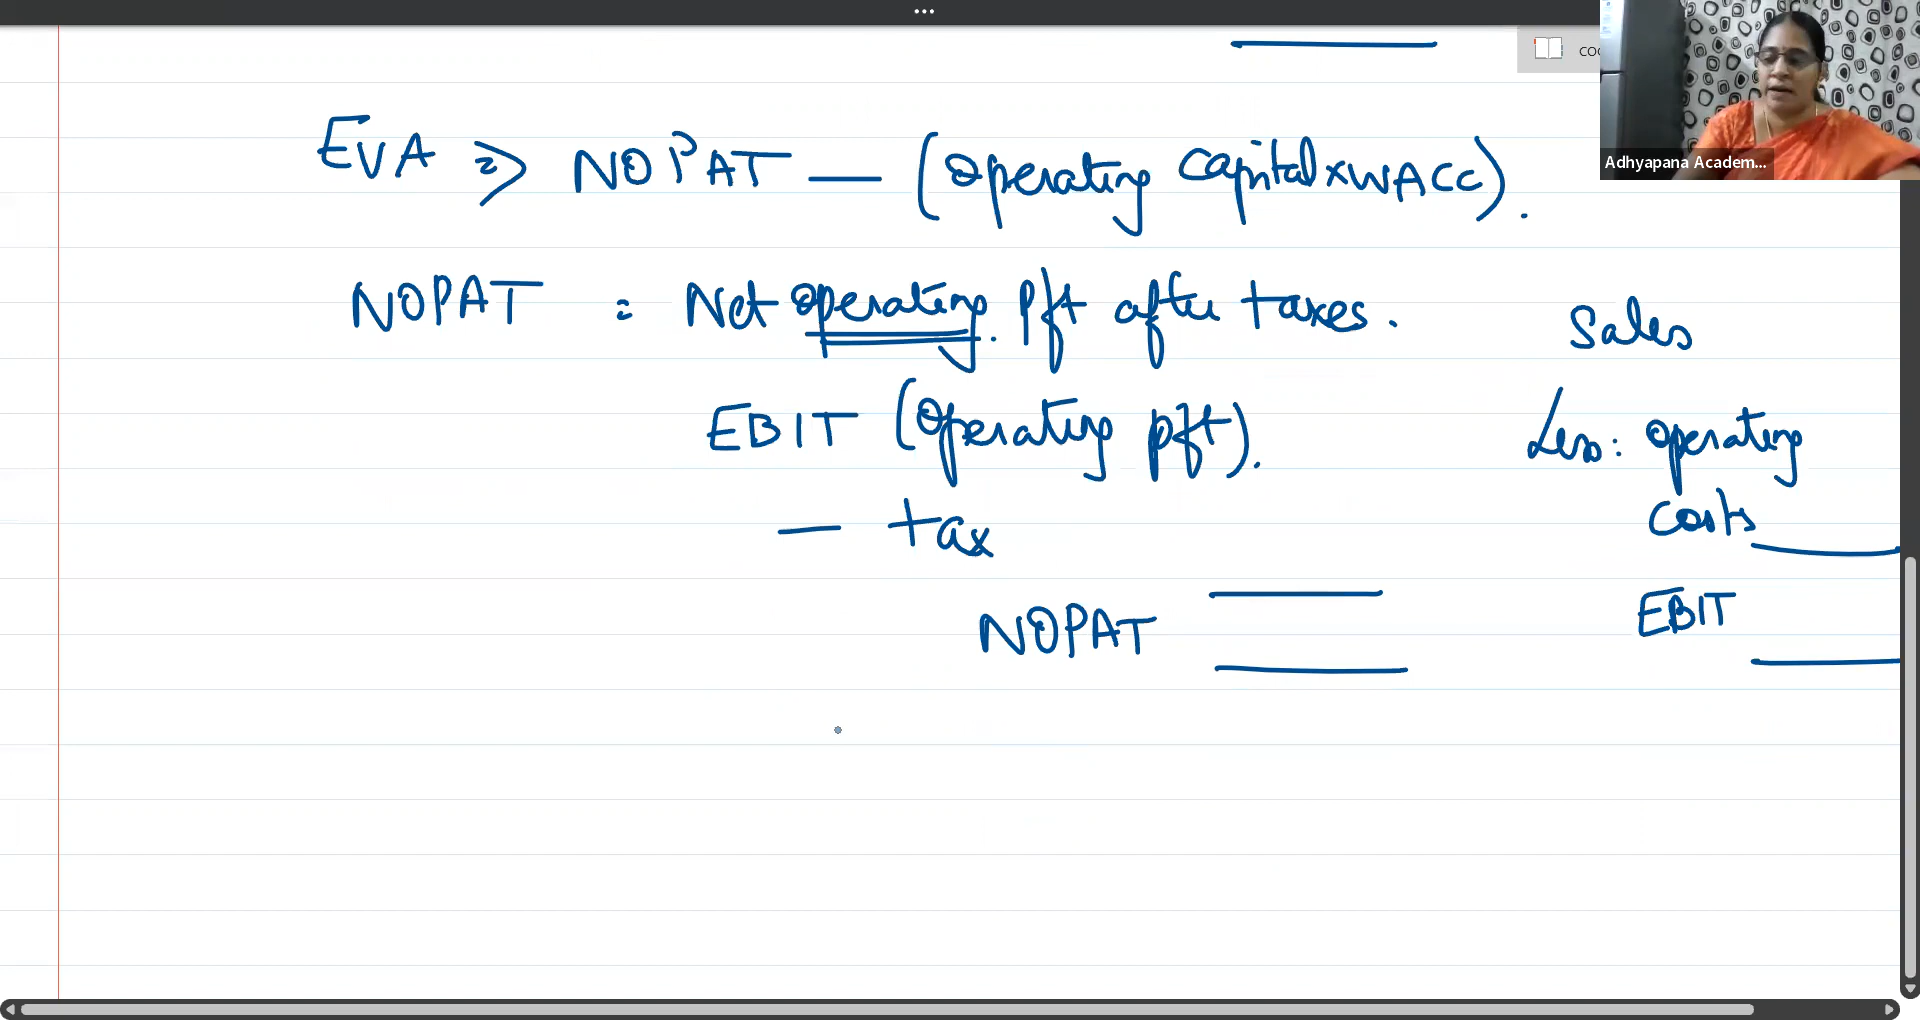 ...
coo
Adhyapana Academ...
EVA => NOPAT — (Operating Capital x WACC).
NOPAT = Net operating pft after taxes.
EBIT (Operating pft).
— tax
NOPAT
Sales
Less: operating
costs
EBIT